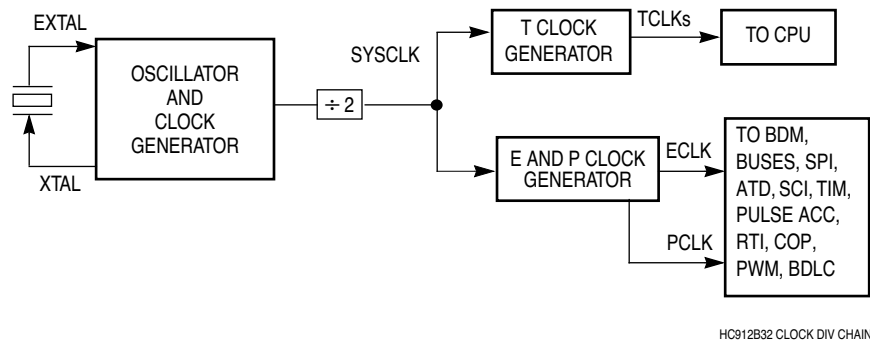 EXTAL
XTAL
OSCILLATOR
AND
CLOCK
GENERATOR
÷ 2
SYSCLK
T CLOCK
GENERATOR
TCLKs
TO CPU
E AND P CLOCK
GENERATOR
ECLK
PCLK
TO BDM,
BUSES, SPI,
ATD, SCI, TIM,
PULSE ACC,
RTI, COP,
PWM, BDLC
HC912B32 CLOCK DIV CHAIN